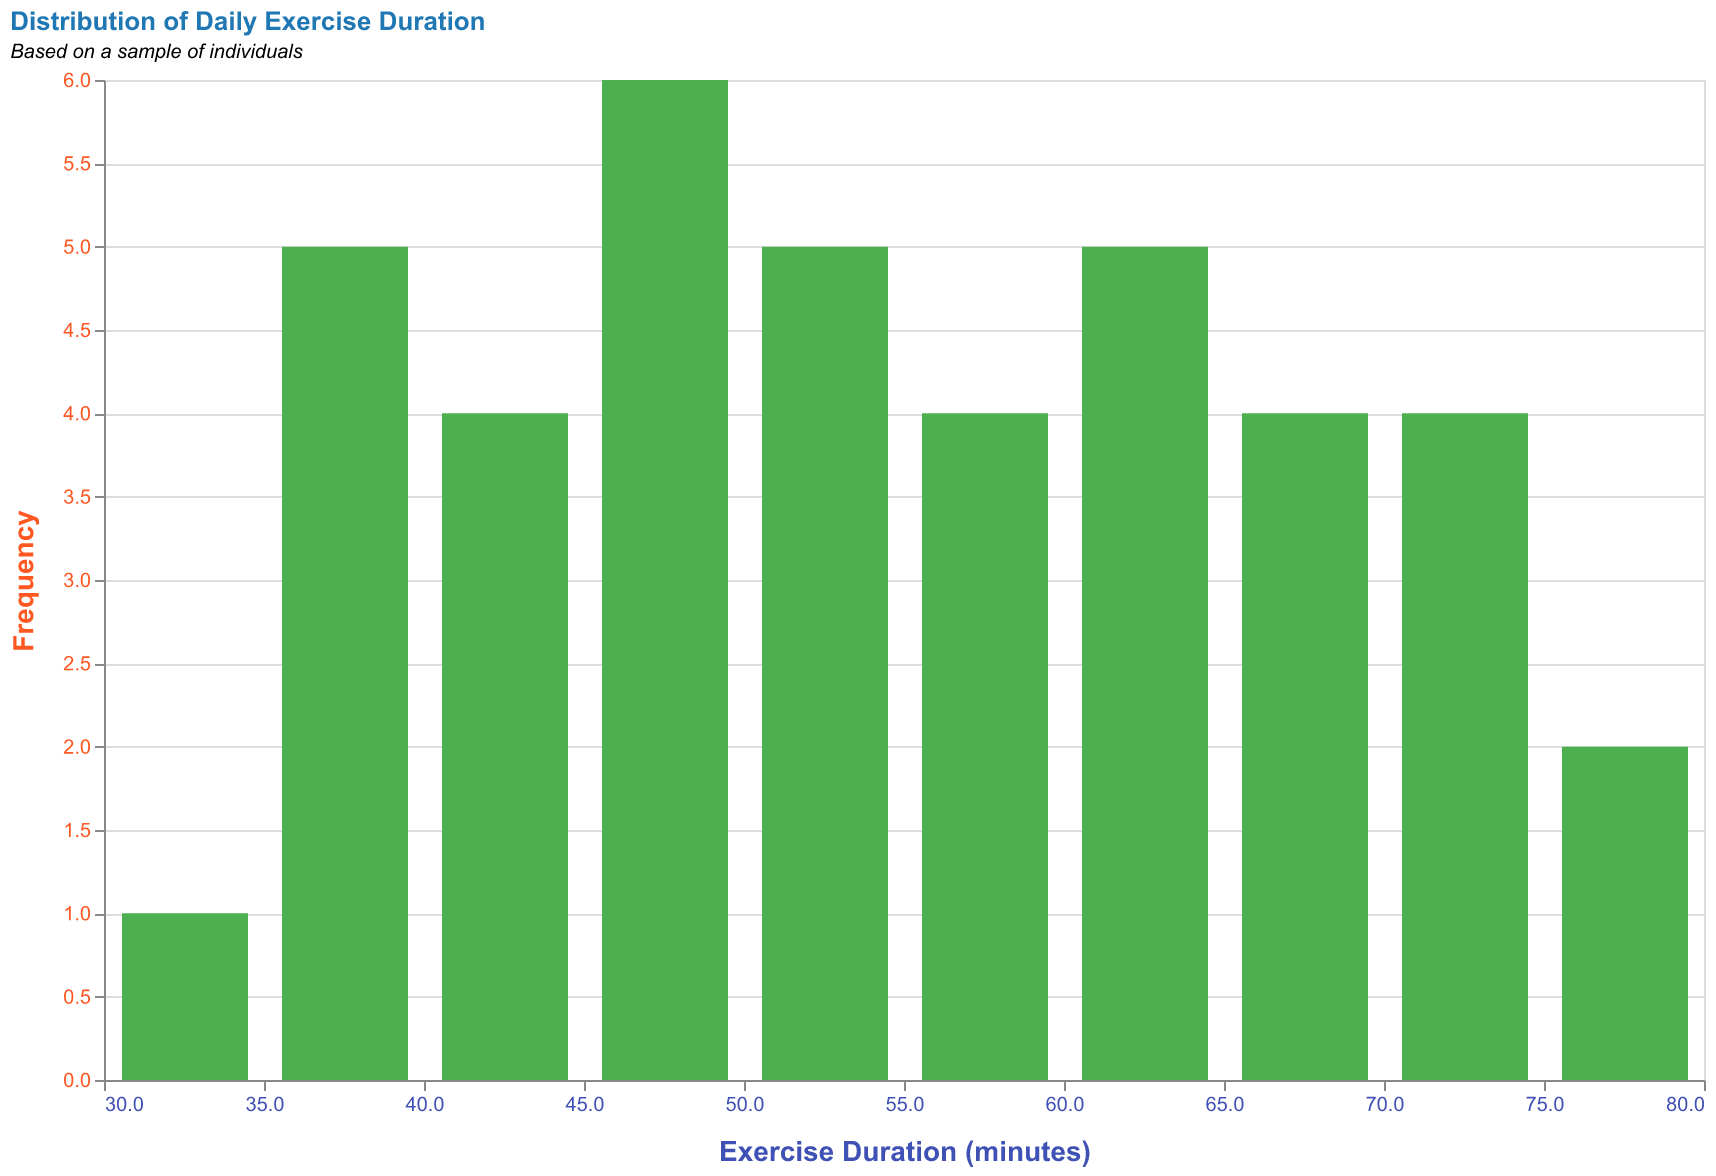 Distribution of Daily Exercise Duration
Based on a sample of individuals
6.0
5.5
5.0
4.5
4.0
3.5
3.0
2.5
2.0
1.5
1.0
0.5
0.0
Frequency
30.0 35.0 40.0 45.0 50.0 55.0 60.0 65.0 70.0 75.0 80.0
Exercise Duration (minutes)